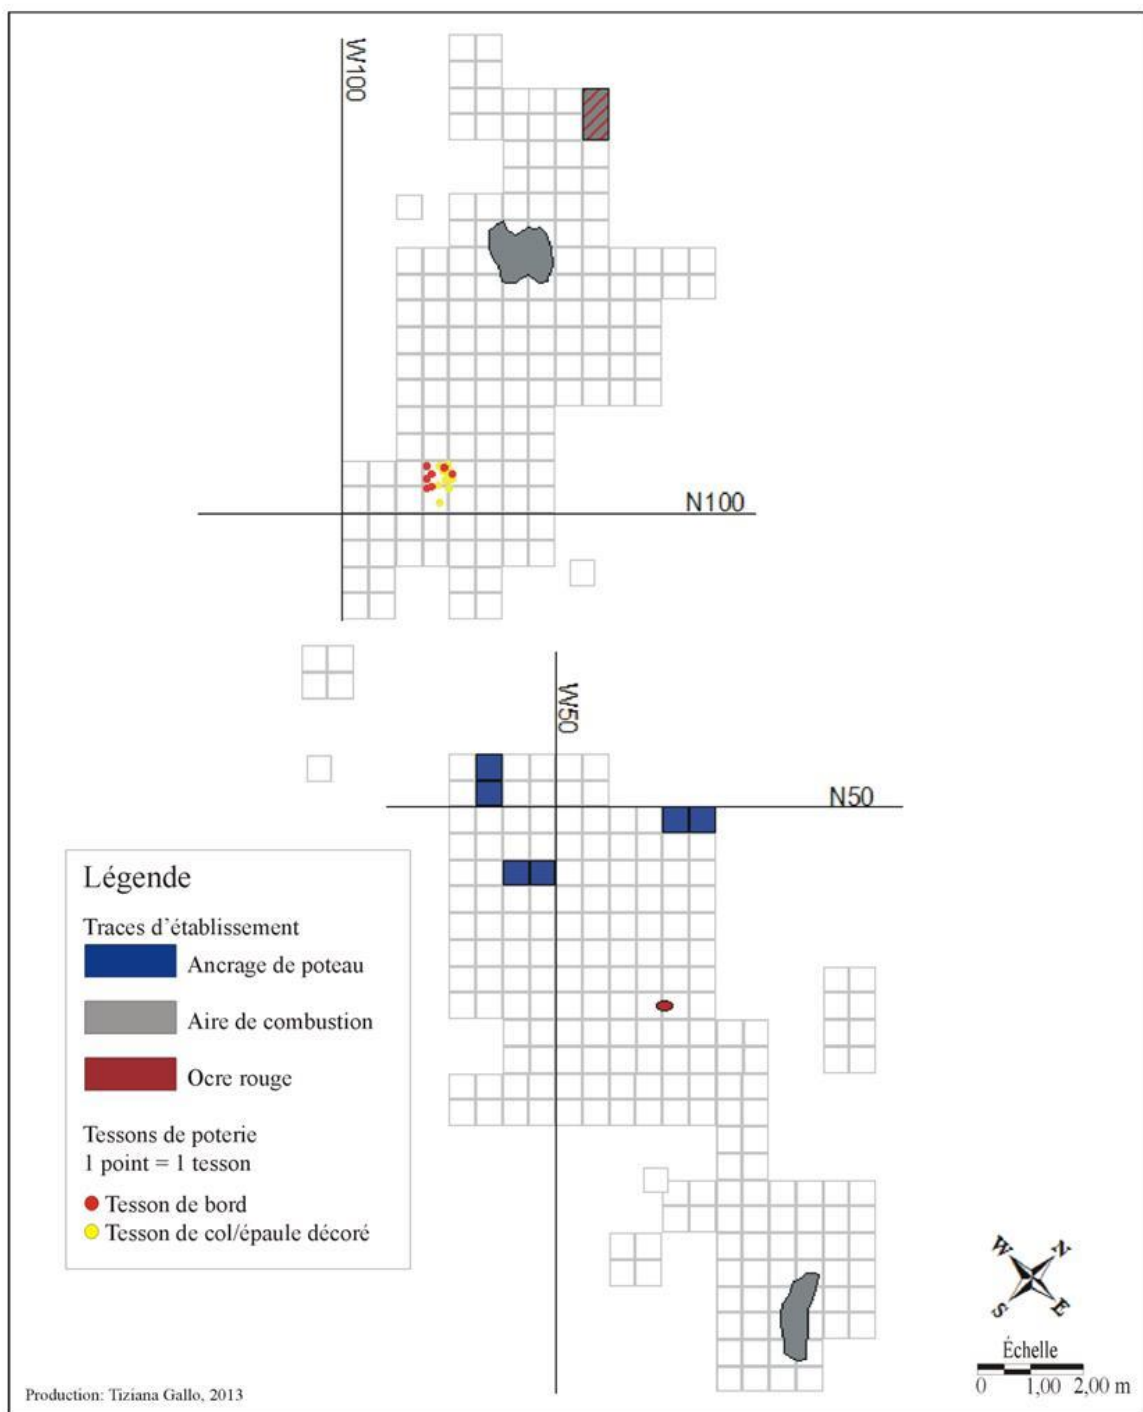 W100
N100
W50
N50
Légende
Traces d'établissement
Ancrage de poteau
Aire de combustion
Ocre rouge
Tessons de poterie
1 point = 1 tesson
Tesson de bord
Tesson de col/épaule décoré
W N
S E
Échelle
0 1,00 2,00 m
Production: Tiziana Gallo, 2013